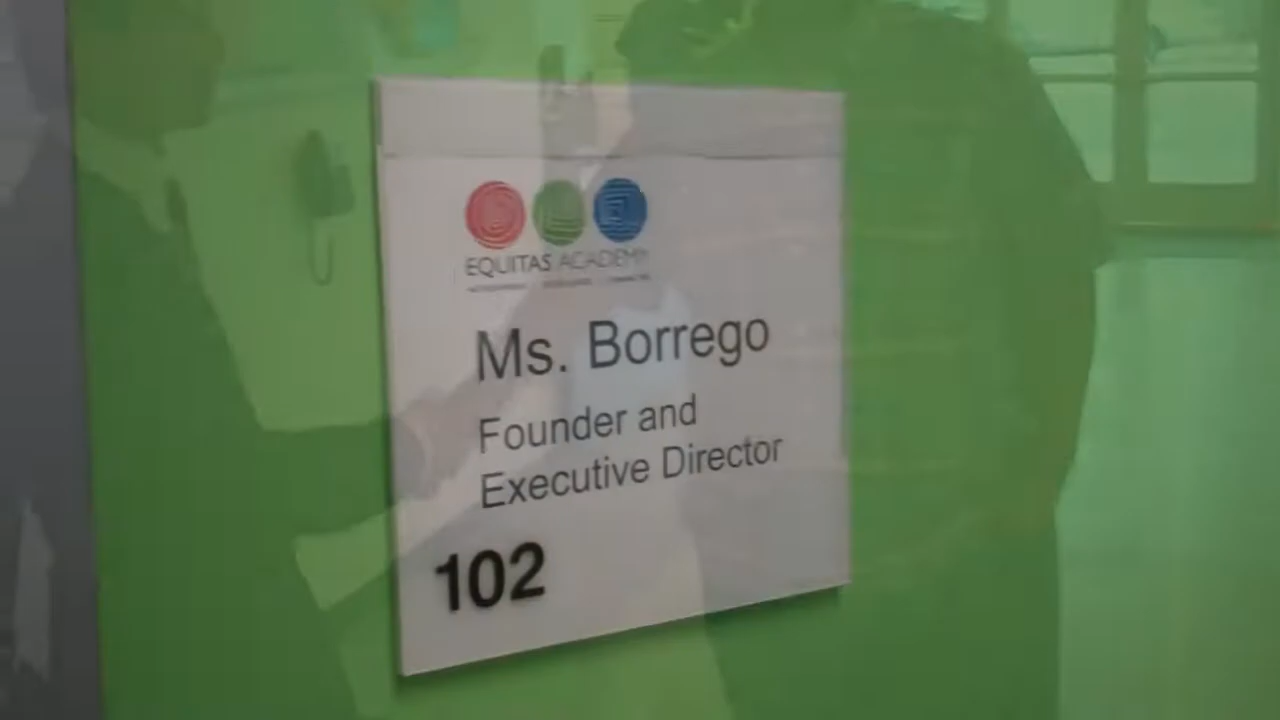 EQUITAS ACADEMY
Ms. Borrego
Founder and
Executive Director
102